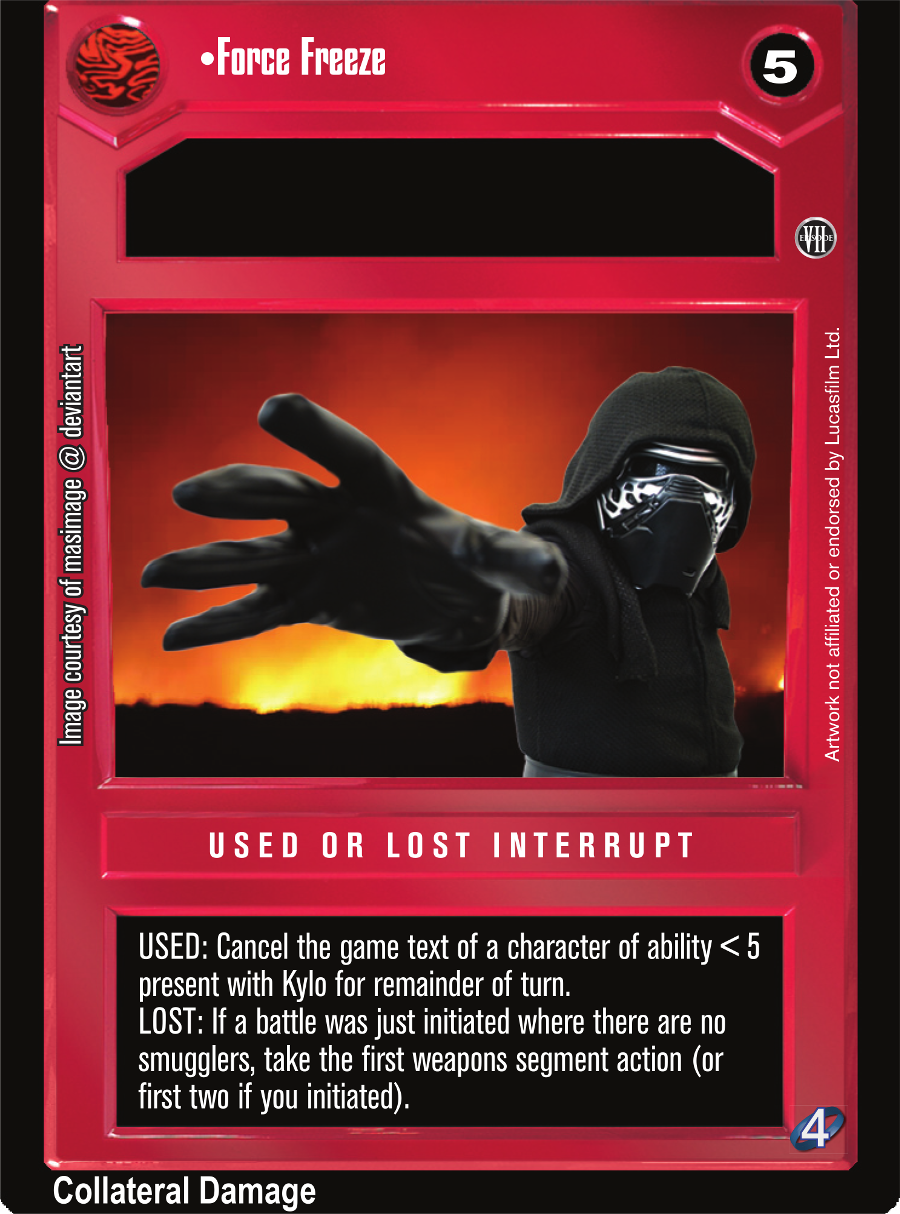 •Force Freeze
5
EPISODE
VII
Image courtesy of masimage @ deviantart
Artwork not affiliated or endorsed by Lucasfilm Ltd.
USED OR LOST INTERRUPT
USED: Cancel the game text of a character of ability < 5
present with Kylo for remainder of turn.
LOST: If a battle was just initiated where there are no
smugglers, take the first weapons segment action (or
first two if you initiated).
4
Collateral Damage